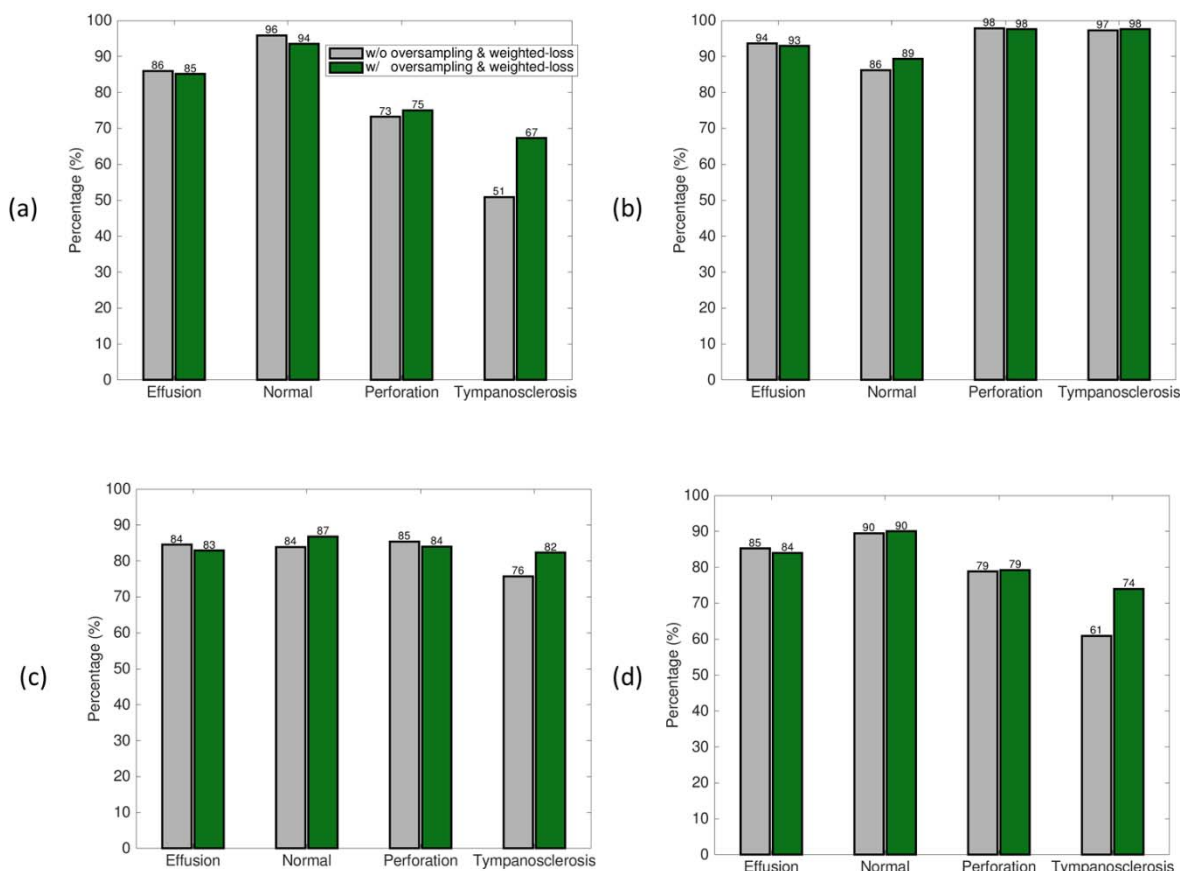 (a)
Percentage (%)
100
90
80
70
60
50
40
30
20
10
0
86
85
96
94
73
75
51
67
w/o oversampling & weighted-loss
w/ oversampling & weighted-loss
Effusion
Normal
Perforation
Tympanosclerosis
(b)
Percentage (%)
100
90
80
70
60
50
40
30
20
10
0
94
93
86
89
98
98
97
98
Effusion
Normal
Perforation
Tympanosclerosis
(c)
Percentage (%)
100
90
80
70
60
50
40
30
20
10
0
84
83
84
87
85
84
76
82
Effusion
Normal
Perforation
Tympanosclerosis
(d)
Percentage (%)
100
90
80
70
60
50
40
30
20
10
0
85
84
90
90
79
79
61
74
Effusion
Normal
Perforation
Tympanosclerosis